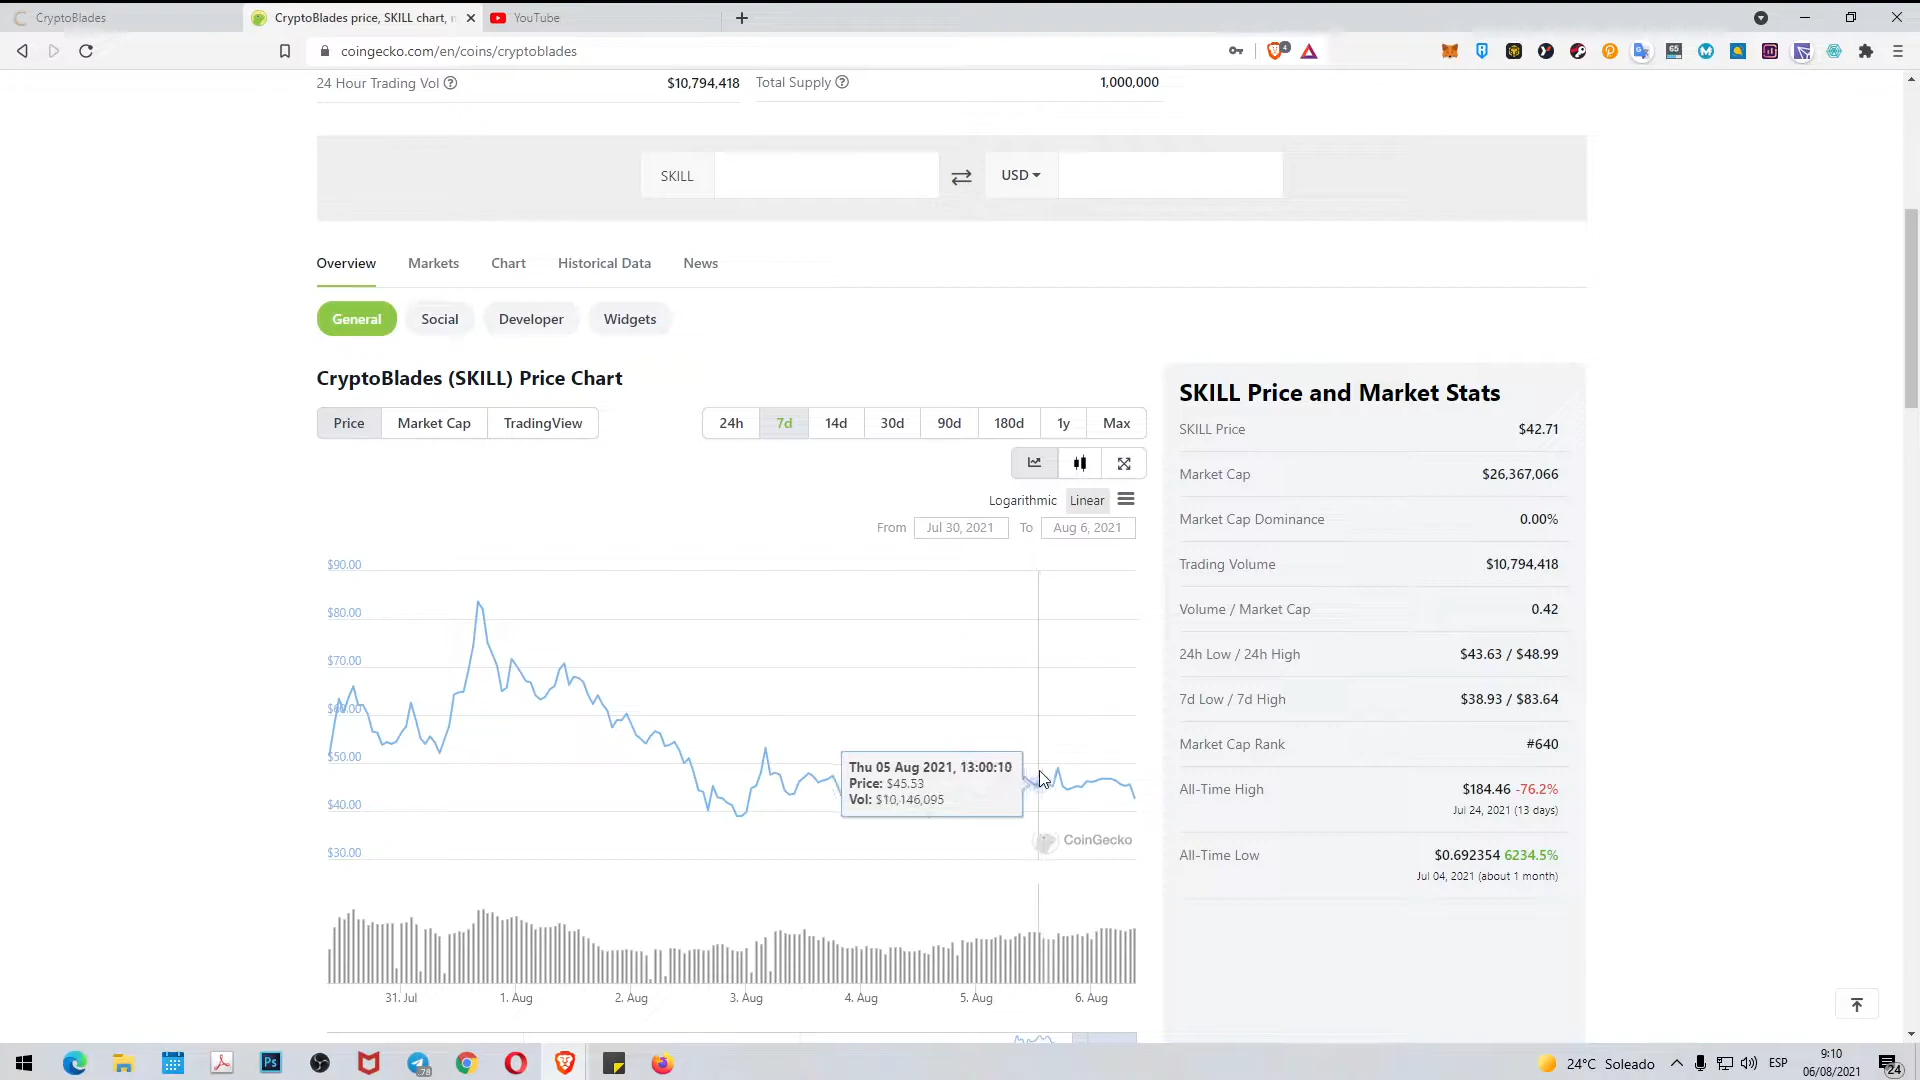 CryptoBlades
CryptoBlades price, SKILL chart,
YouTube
coingecko.com/en/coins/cryptoblades
4
65
24 Hour Trading Vol ? $10,794,418 Total Supply ? 1,000,000
SKILL USD
Overview Markets Chart Historical Data News
General Social Developer Widgets
CryptoBlades (SKILL) Price Chart
Price Market Cap TradingView 24h 7d 14d 30d 90d 180d 1y Max
Logarithmic Linear
From Jul 30, 2021 To Aug 6, 2021
$90.00
$80.00
$70.00
$60.00
$50.00
$40.00
$30.00
Thu 05 Aug 2021, 13:00:10
Price: $45.53
Vol: $10,146,095
CoinGecko
31. Jul 1. Aug 2. Aug 3. Aug 4. Aug 5. Aug 6. Aug
SKILL Price and Market Stats
SKILL Price $42.71
Market Cap $26,367,066
Market Cap Dominance 0.00%
Trading Volume $10,794,418
Volume / Market Cap 0.42
24h Low / 24h High $43.63 / $48.99
7d Low / 7d High $38.93 / $83.64
Market Cap Rank #640
All-Time High $184.46 -76.2%
Jul 24, 2021 (13 days)
All-Time Low $0.692354 6234.5%
Jul 04, 2021 (about 1 month)
Ps
78
24°C Soleado
ESP
9:10
06/08/2021
24